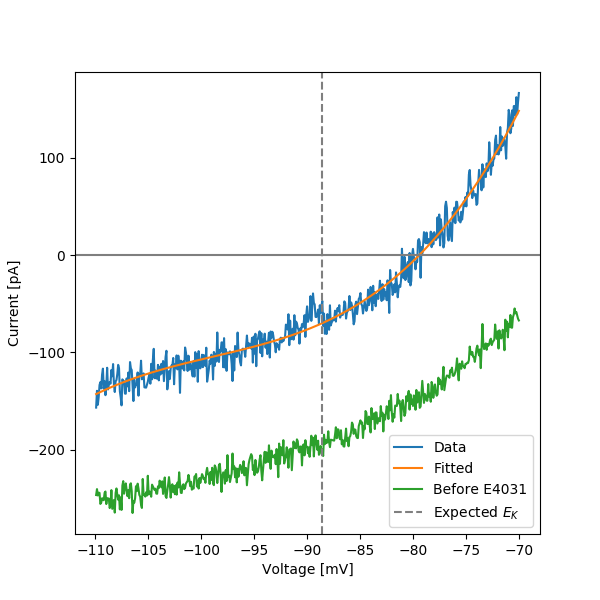 100
0
−100
−200
Current [pA]
Data
Fitted
Before E4031
Expected E_K
−110 −105 −100 −95 −90 −85 −80 −75 −70
Voltage [mV]